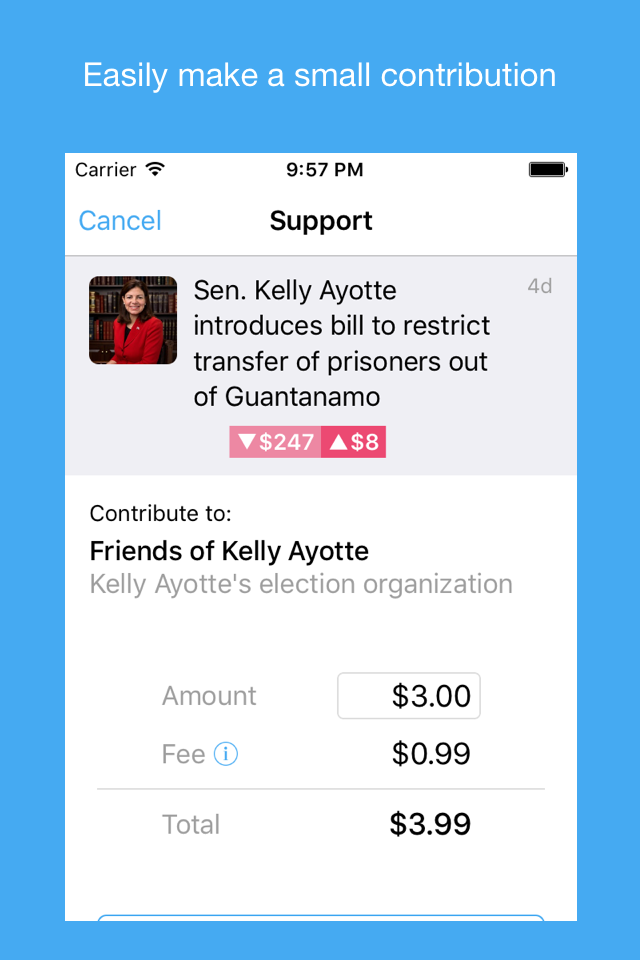 Easily make a small contribution
Carrier 9:57 PM
Cancel Support
Sen. Kelly Ayotte 4d
introduces bill to restrict
transfer of prisoners out
of Guantanamo
▼$247 ▲$8
Contribute to:
Friends of Kelly Ayotte
Kelly Ayotte's election organization
Amount $3.00
Fee $0.99
Total $3.99